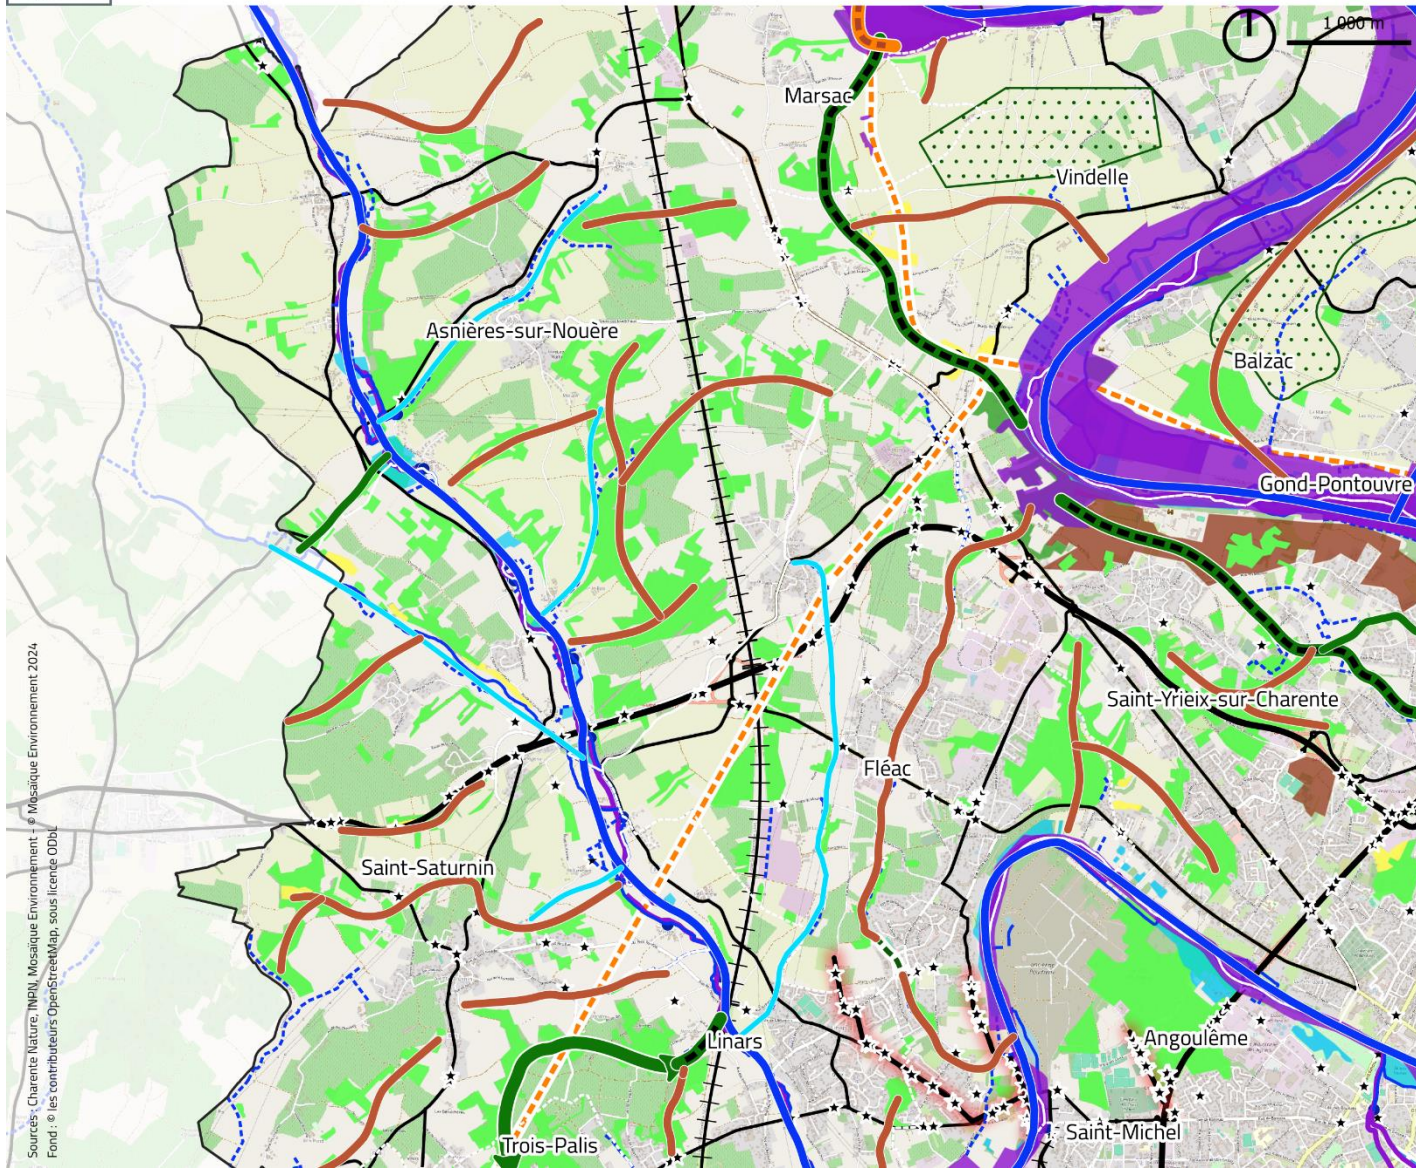 1 000 m
Marsac
Vindelle
Asnières-sur-Nouère
Balzac
Gond-Pontouvre
Saint-Yrieix-sur-Charente
Fléac
Saint-Saturnin
Linars
Angoulême
Saint-Michel
Trois-Palis
Sources : Charente Nature, INPN, Mosaïque Environnement - © Mosaïque Environnement 2024
Fond : © les contributeurs OpenStreetMap, sous licence ODbL